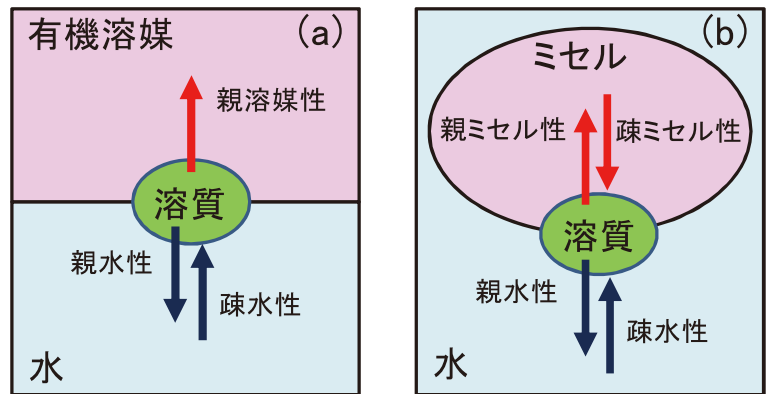 有機溶媒
(a)
親溶媒性
溶質
親水性
疎水性
水
(b)
ミセル
親ミセル性
疎ミセル性
溶質
親水性
疎水性
水